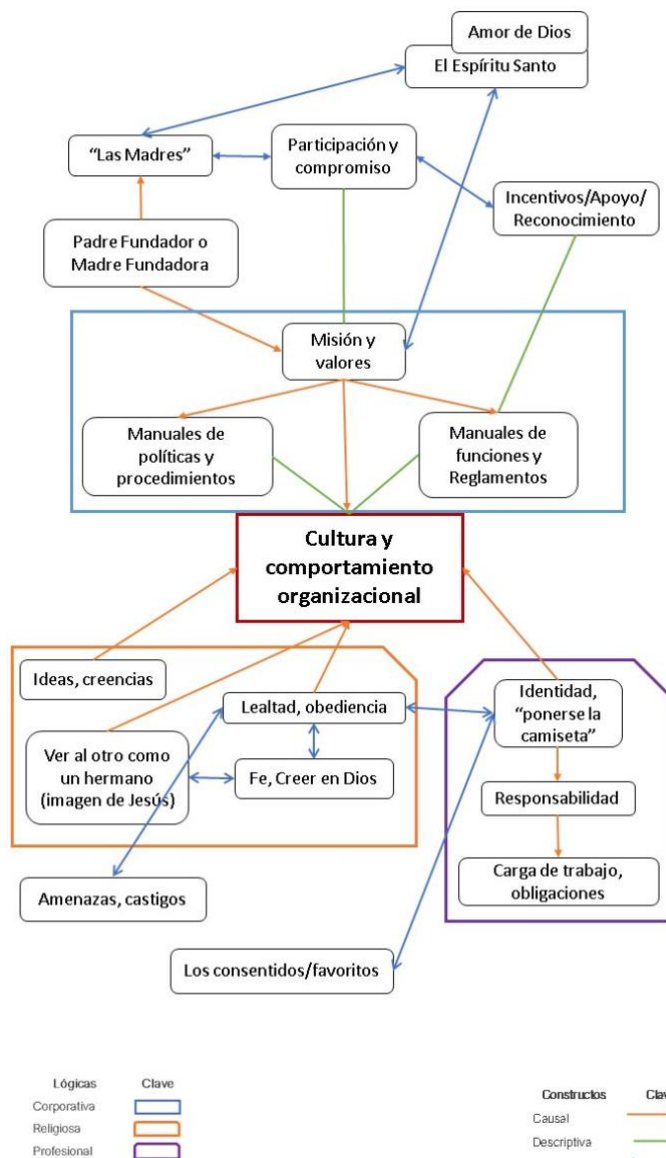 Amor de Dios
El Espíritu Santo
“Las Madres”
Participación y
compromiso
Incentivos/Apoyo/
Reconocimiento
Padre Fundador o
Madre Fundadora
Misión y
valores
Manuales de
políticas y
procedimientos
Manuales de
funciones y
Reglamentos
Cultura y
comportamiento
organizacional
Ideas, creencias
Lealtad, obediencia
Identidad,
“ponerse la
camiseta”
Ver al otro como
un hermano
(imagen de Jesús)
Fe, Creer en Dios
Responsabilidad
Carga de trabajo,
obligaciones
Amenazas, castigos
Los consentidos/favoritos
Lógicas Clave
Corporativa
Religiosa
Profesional
Constructos
Causal
Descriptiva